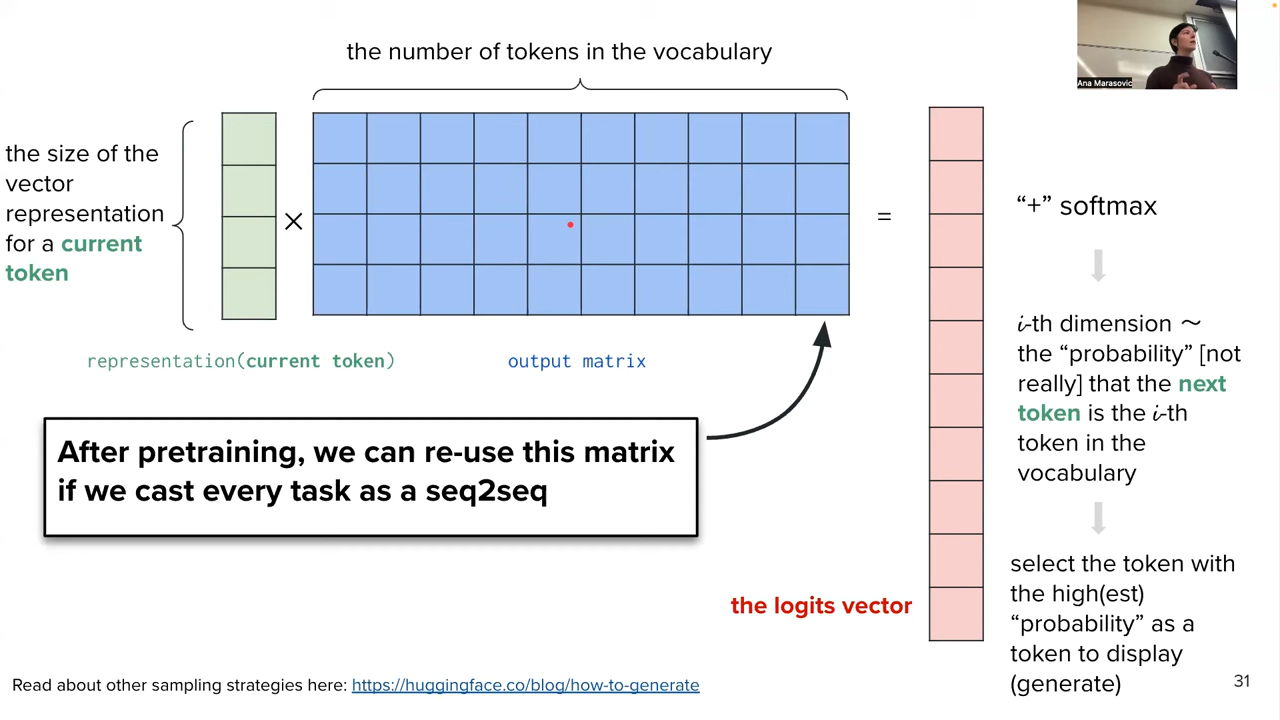 the number of tokens in the vocabulary
Ana Marasovic
the size of the
vector
representation
for a current
token
×
=
"+" softmax
representation(current token)
output matrix
i-th dimension ～
the "probability" [not
really] that the next
token is the i-th
token in the
vocabulary
After pretraining, we can re-use this matrix
if we cast every task as a seq2seq
select the token with
the high(est)
"probability" as a
token to display
(generate)
the logits vector
Read about other sampling strategies here: https://huggingface.co/blog/how-to-generate
31